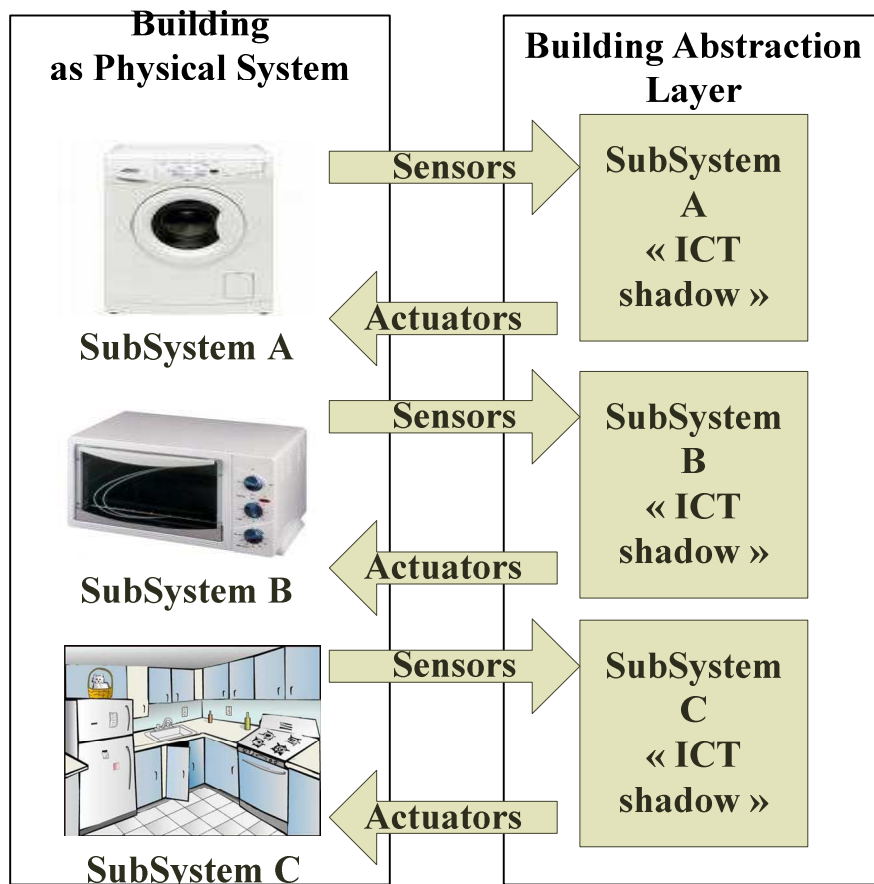 Building
as Physical System
Building Abstraction
Layer
Sensors
SubSystem
A
« ICT
shadow »
Actuators
SubSystem A
Sensors
SubSystem
B
« ICT
shadow »
Actuators
SubSystem B
Sensors
SubSystem
C
« ICT
shadow »
Actuators
SubSystem C